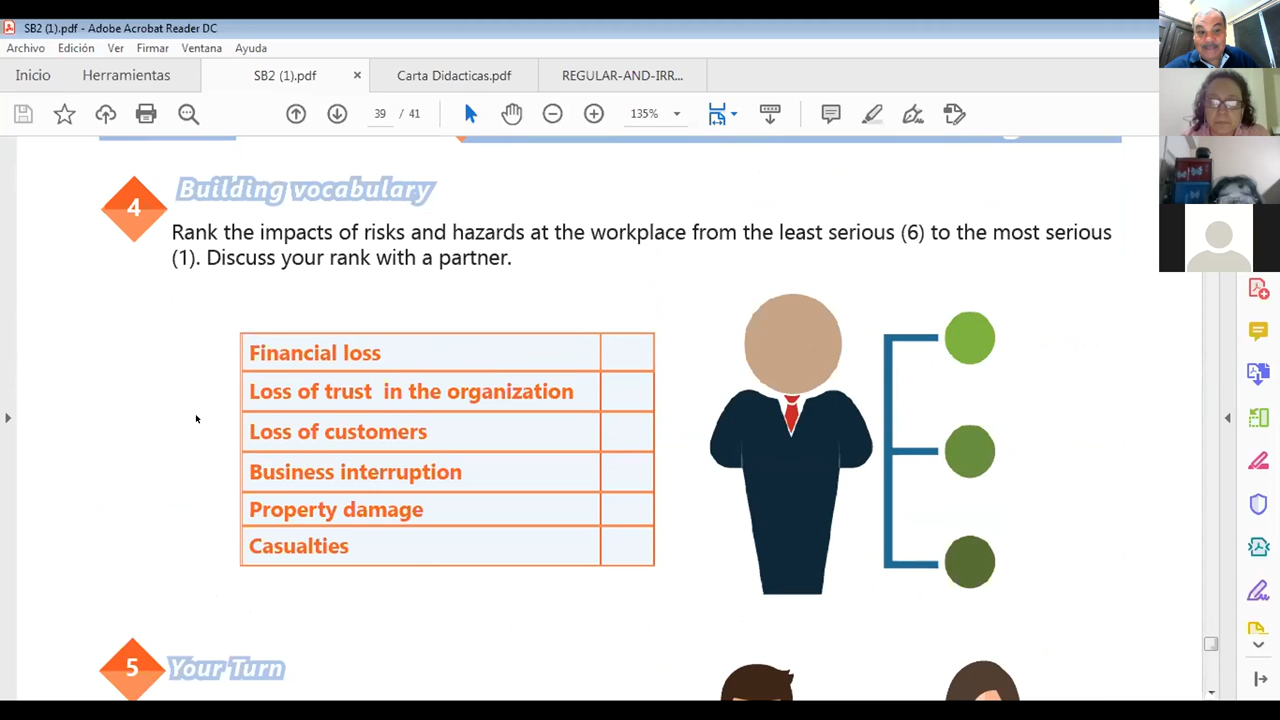 SB2 (1).pdf - Adobe Acrobat Reader DC
Archivo Edición Ver Firmar Ventana Ayuda
Inicio Herramientas SB2 (1).pdf × Carta Didacticas.pdf REGULAR-AND-IRR...
39 / 41 135%
4 Building vocabulary
Rank the impacts of risks and hazards at the workplace from the least serious (6) to the most serious
(1). Discuss your rank with a partner.
Financial loss
Loss of trust in the organization
Loss of customers
Business interruption
Property damage
Casualties
5 Your Turn